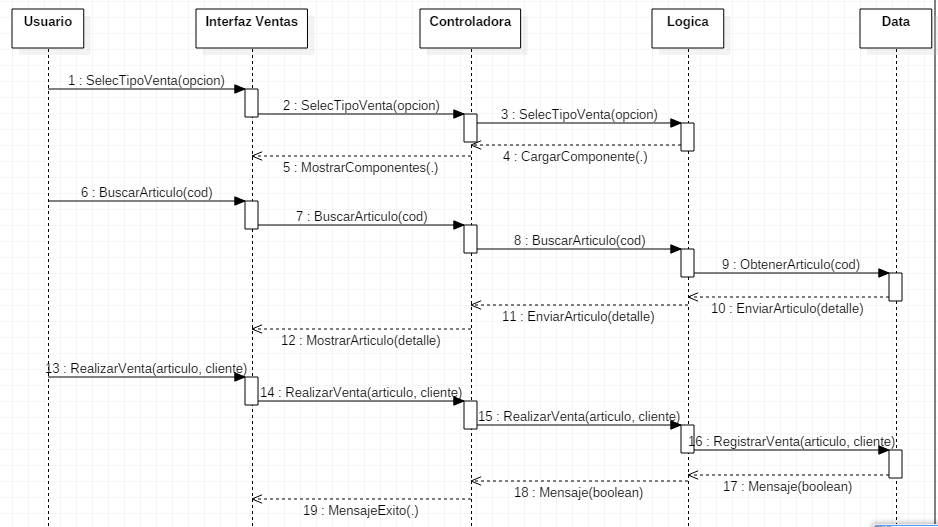 Usuario
Interfaz Ventas
Controladora
Logica
Data
1 : SelecTipoVenta(opcion)
2 : SelecTipoVenta(opcion)
3 : SelecTipoVenta(opcion)
4 : CargarComponente(.)
5 : MostrarComponentes(.)
6 : BuscarArticulo(cod)
7 : BuscarArticulo(cod)
8 : BuscarArticulo(cod)
9 : ObtenerArticulo(cod)
10 : EnviarArticulo(detalle)
11 : EnviarArticulo(detalle)
12 : MostrarArticulo(detalle)
13 : RealizarVenta(articulo, cliente)
14 : RealizarVenta(articulo, cliente)
15 : RealizarVenta(articulo, cliente)
16 : RegistrarVenta(articulo, cliente)
17 : Mensaje(boolean)
18 : Mensaje(boolean)
19 : MensajeExito(.)